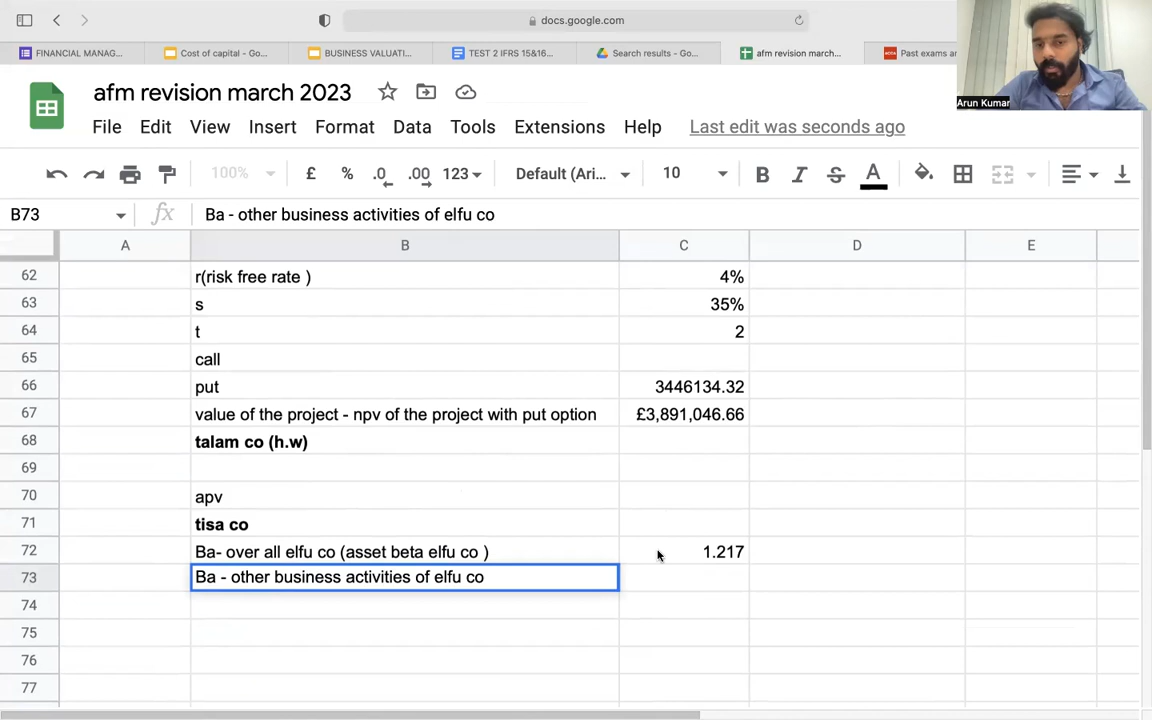 docs.google.com
FINANCIAL MANAG...
Cost of capital - Go...
BUSINESS VALUATI...
TEST 2 IFRS 15&16...
Search results - Go...
afm revision march...
ACCA
Past exams an
afm revision march 2023
Arun Kumar
File Edit View Insert Format Data Tools Extensions Help Last edit was seconds ago
100% £ % .0 .00 123 Default (Ari... 10 B I S A
B73 fx Ba - other business activities of elfu co
A B C D E
62 r(risk free rate ) 4%
63 s 35%
64 t 2
65 call
66 put 3446134.32
67 value of the project - npv of the project with put option £3,891,046.66
68 talam co (h.w)
69
70 apv
71 tisa co
72 Ba- over all elfu co (asset beta elfu co ) 1.217
73 Ba - other business activities of elfu co
74
75
76
77